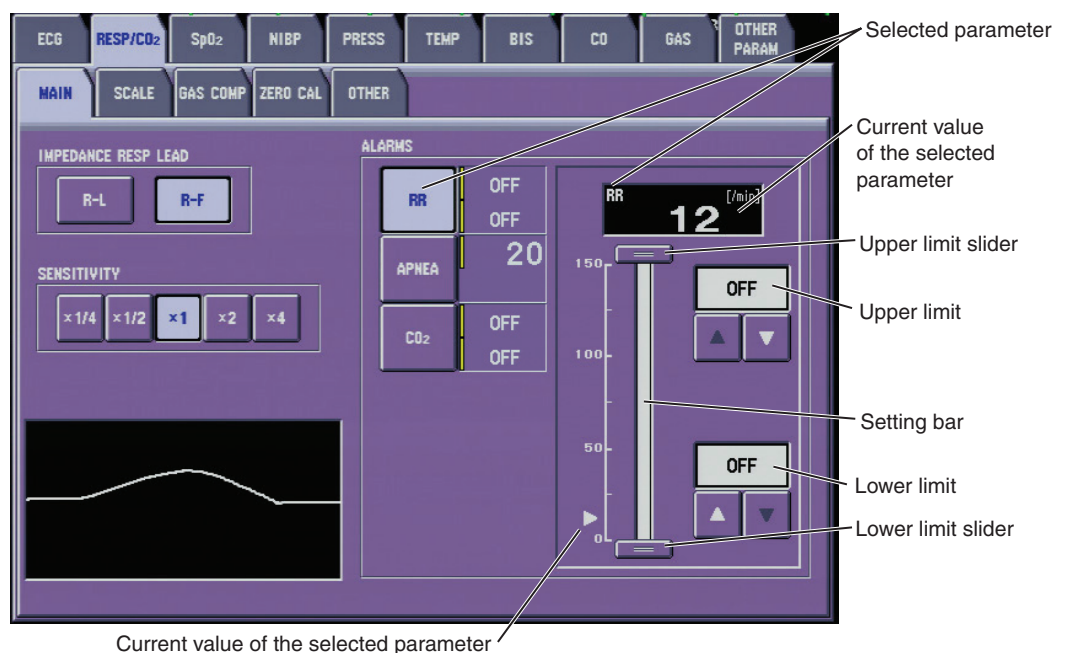 ECG RESP/CO2 SpO2 NIBP PRESS TEMP BIS CO GAS R OTHER PARAM
Selected parameter
MAIN SCALE GAS COMP ZERO CAL OTHER
Current value
of the selected
parameter
IMPEDANCE RESP LEAD
R-L R-F
ALARMS
RR OFF
OFF
RR [/min]
12
Upper limit slider
SENSITIVITY
×1/4 ×1/2 ×1 ×2 ×4
APNEA 20
CO2 OFF
OFF
150
100
50
0
OFF
Upper limit
Setting bar
OFF
Lower limit
Lower limit slider
Current value of the selected parameter